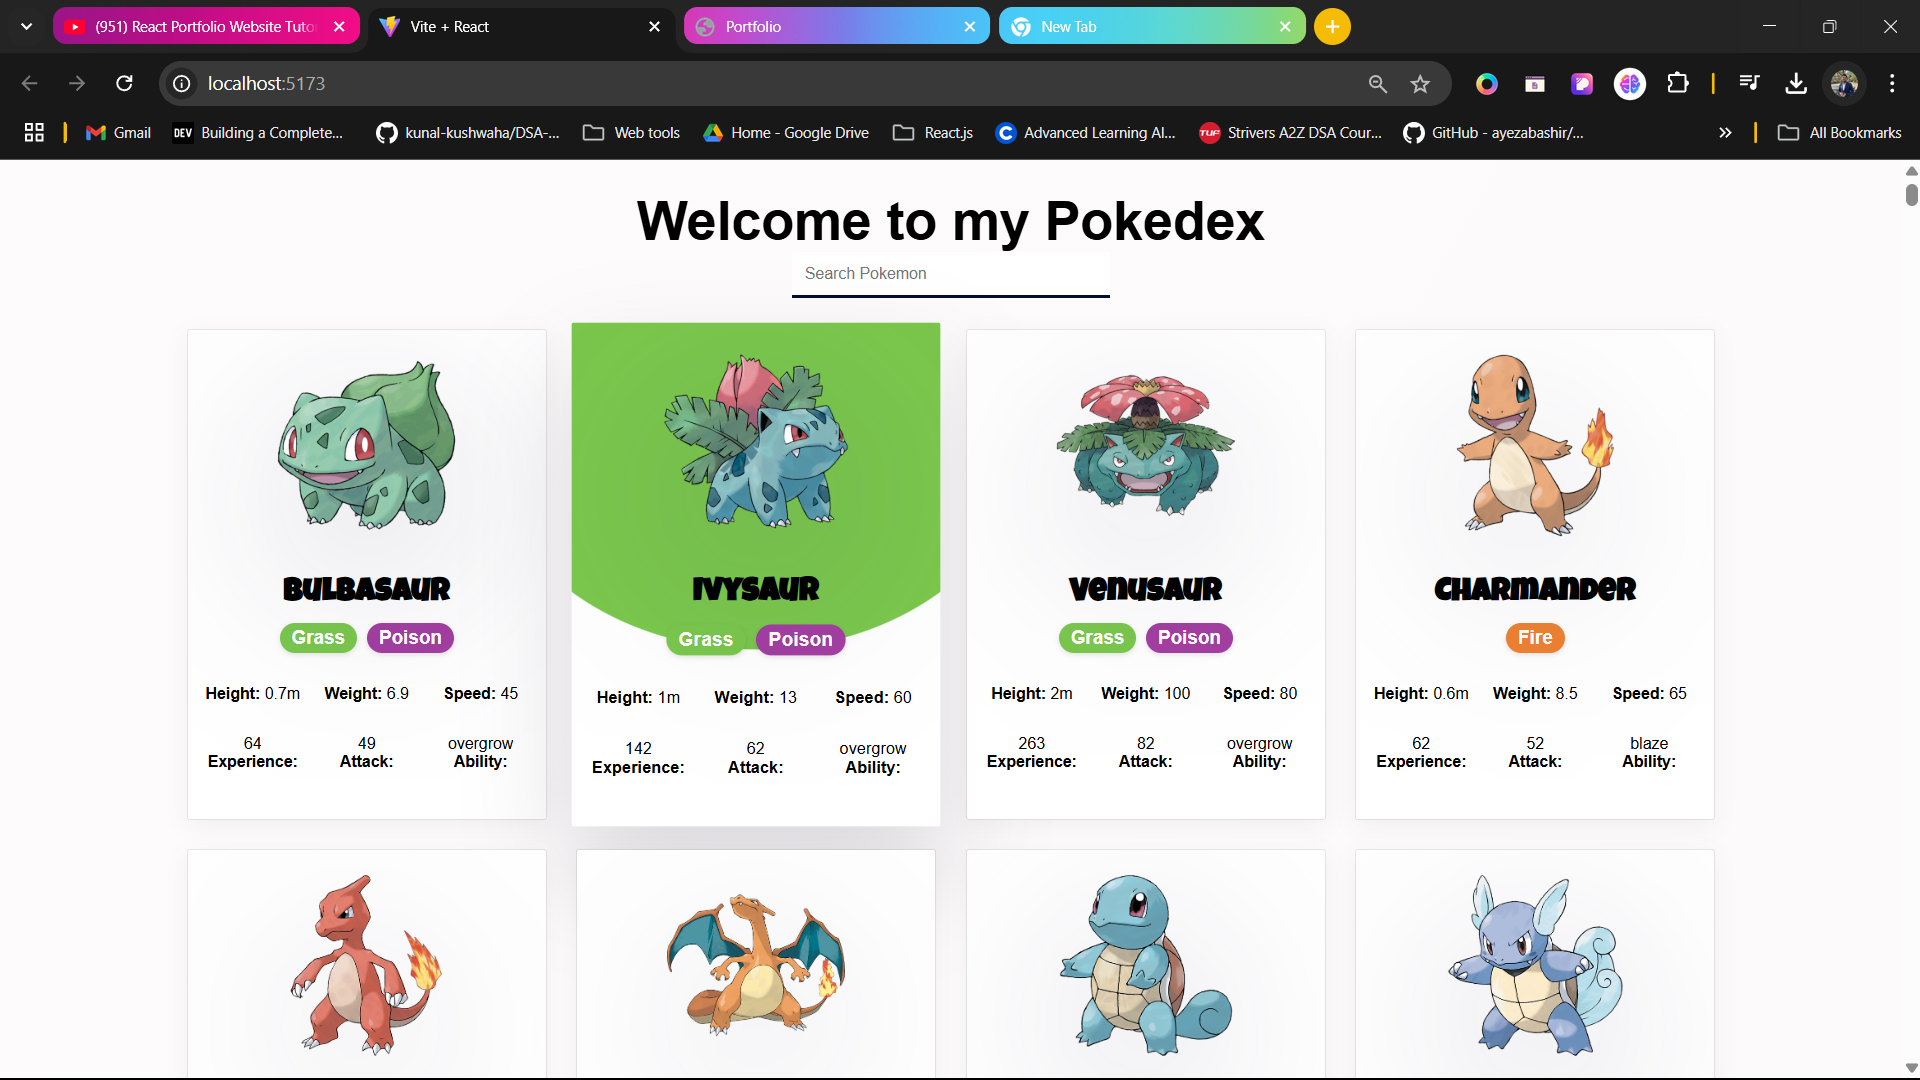 (951) React Portfolio Website Tuto
Vite + React
Portfolio
New Tab
localhost:5173
Gmail
DEV
Building a Complete...
kunal-kushwaha/DSA-...
Web tools
Home - Google Drive
React.js
Advanced Learning Al...
TUF
Strivers A2Z DSA Cour...
GitHub - ayezabashir/...
All Bookmarks
Welcome to my Pokedex
Search Pokemon
Bulbasaur
Grass Poison
Height: 0.7m Weight: 6.9 Speed: 45
64 49 overgrow
Experience: Attack: Ability:
Ivysaur
Grass Poison
Height: 1m Weight: 13 Speed: 60
142 62 overgrow
Experience: Attack: Ability:
Venusaur
Grass Poison
Height: 2m Weight: 100 Speed: 80
263 82 overgrow
Experience: Attack: Ability:
Charmander
Fire
Height: 0.6m Weight: 8.5 Speed: 65
62 52 blaze
Experience: Attack: Ability: